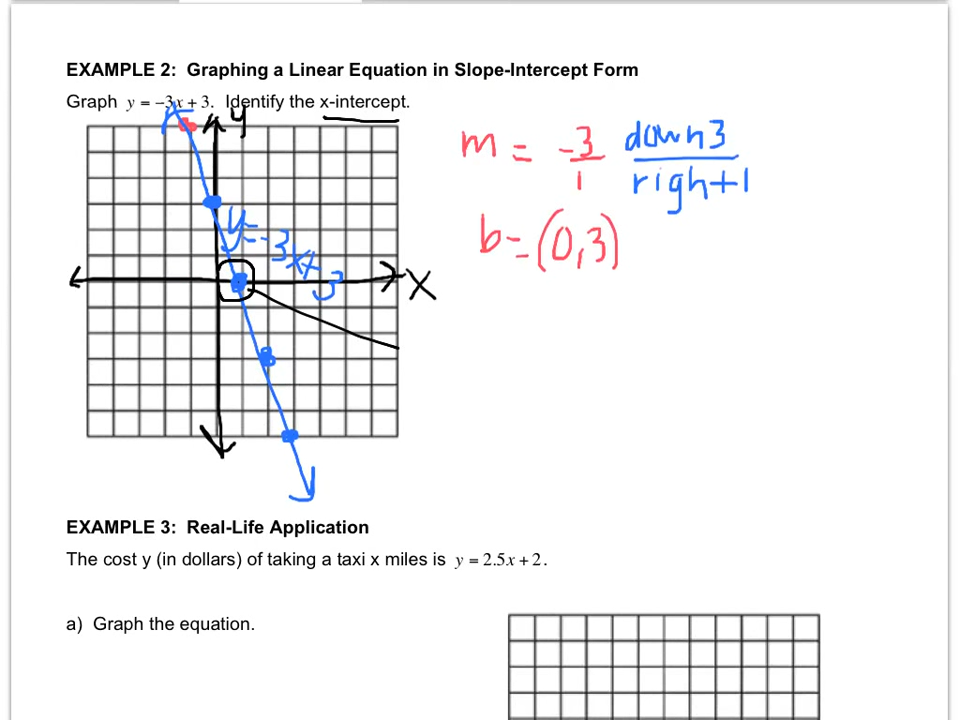 EXAMPLE 2: Graphing a Linear Equation in Slope-Intercept Form
Graph y = −3x + 3. Identify the x-intercept.
y
m = -3/1 down 3/right 1
b = (0,3)
y = -3x + 3
x
EXAMPLE 3: Real-Life Application
The cost y (in dollars) of taking a taxi x miles is y = 2.5x + 2.
a) Graph the equation.